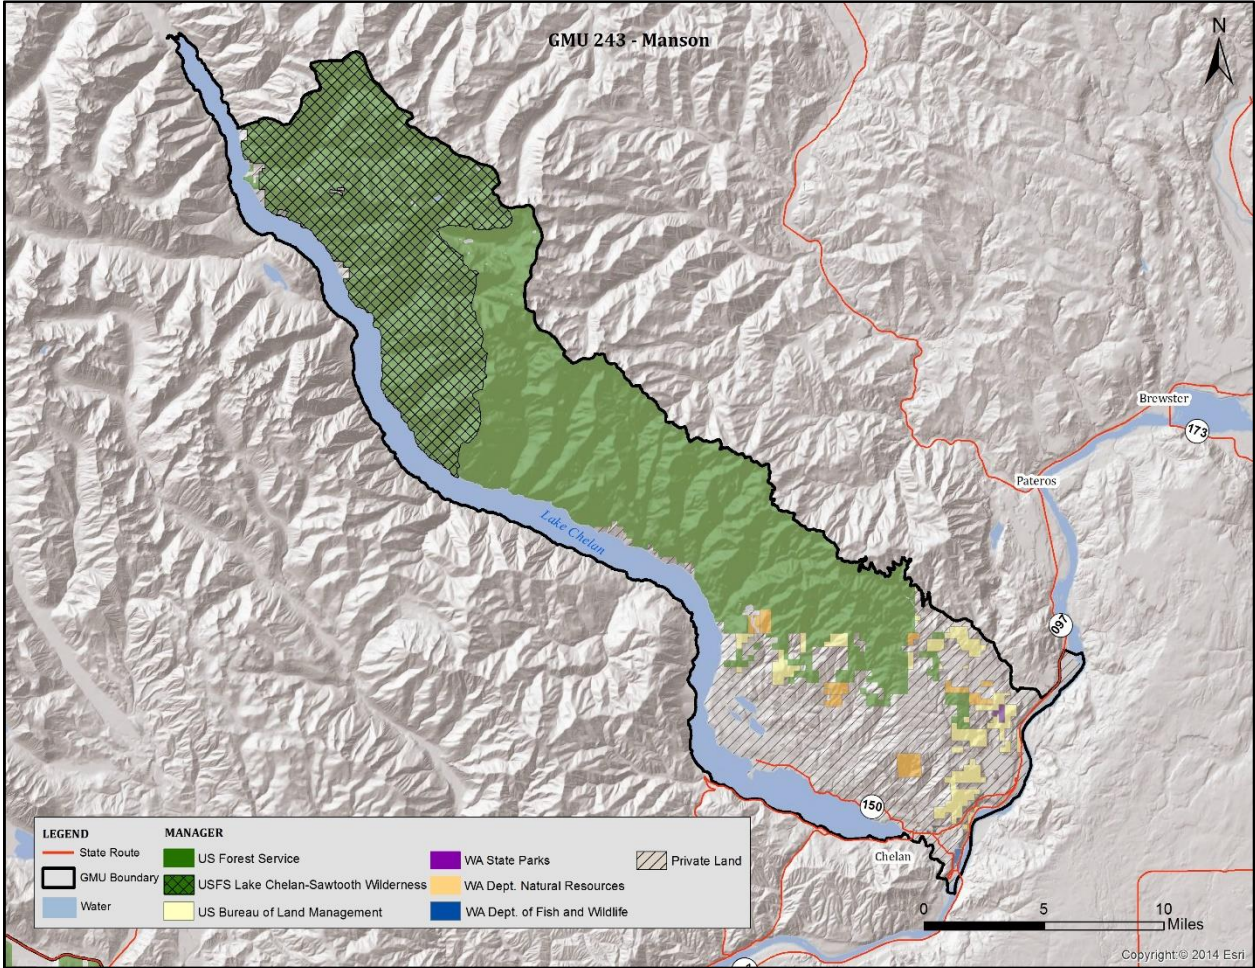 GMU 243 - Manson
N
Brewster
173
Pateros
Lake Chelan
097
150
Chelan
LEGEND
State Route
GMU Boundary
Water
MANAGER
US Forest Service
USFS Lake Chelan-Sawtooth Wilderness
US Bureau of Land Management
WA State Parks
WA Dept. Natural Resources
WA Dept. of Fish and Wildlife
Private Land
0 5 10
Miles
Copyright:© 2014 Esri